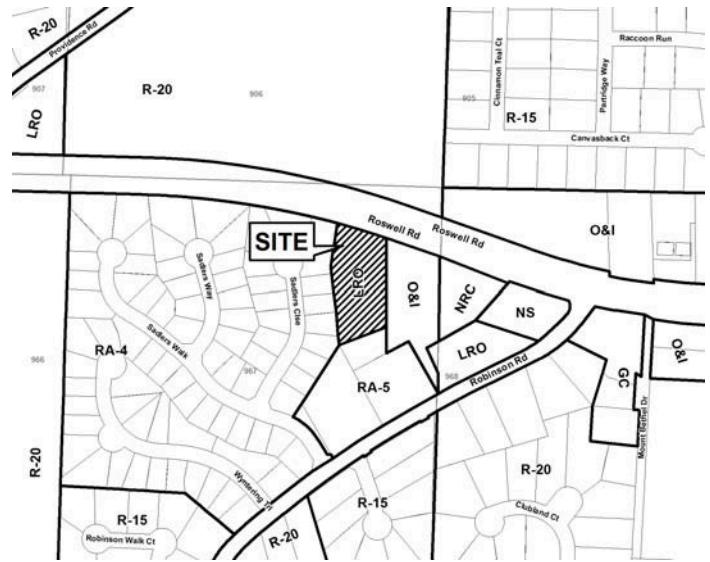 R-20
Providence Rd
907
LRO
R-20
906
Cinnamon Teal Ct
Partridge Way
Raccoon Run
905
R-15
Canvasback Ct
SITE
Roswell Rd
Roswell Rd
O&I
Sadlers Way
Sadlers Clse
LRO
O&I
NRC
NS
LRO
Robinson Rd
Sadlers Walk
RA-4
966
967
RA-5
968
GC
O&I
Mount Bethel Dr
R-20
Wyntering Trl
R-15
R-20
Clubland Ct
R-15
Robinson Walk Ct
R-20